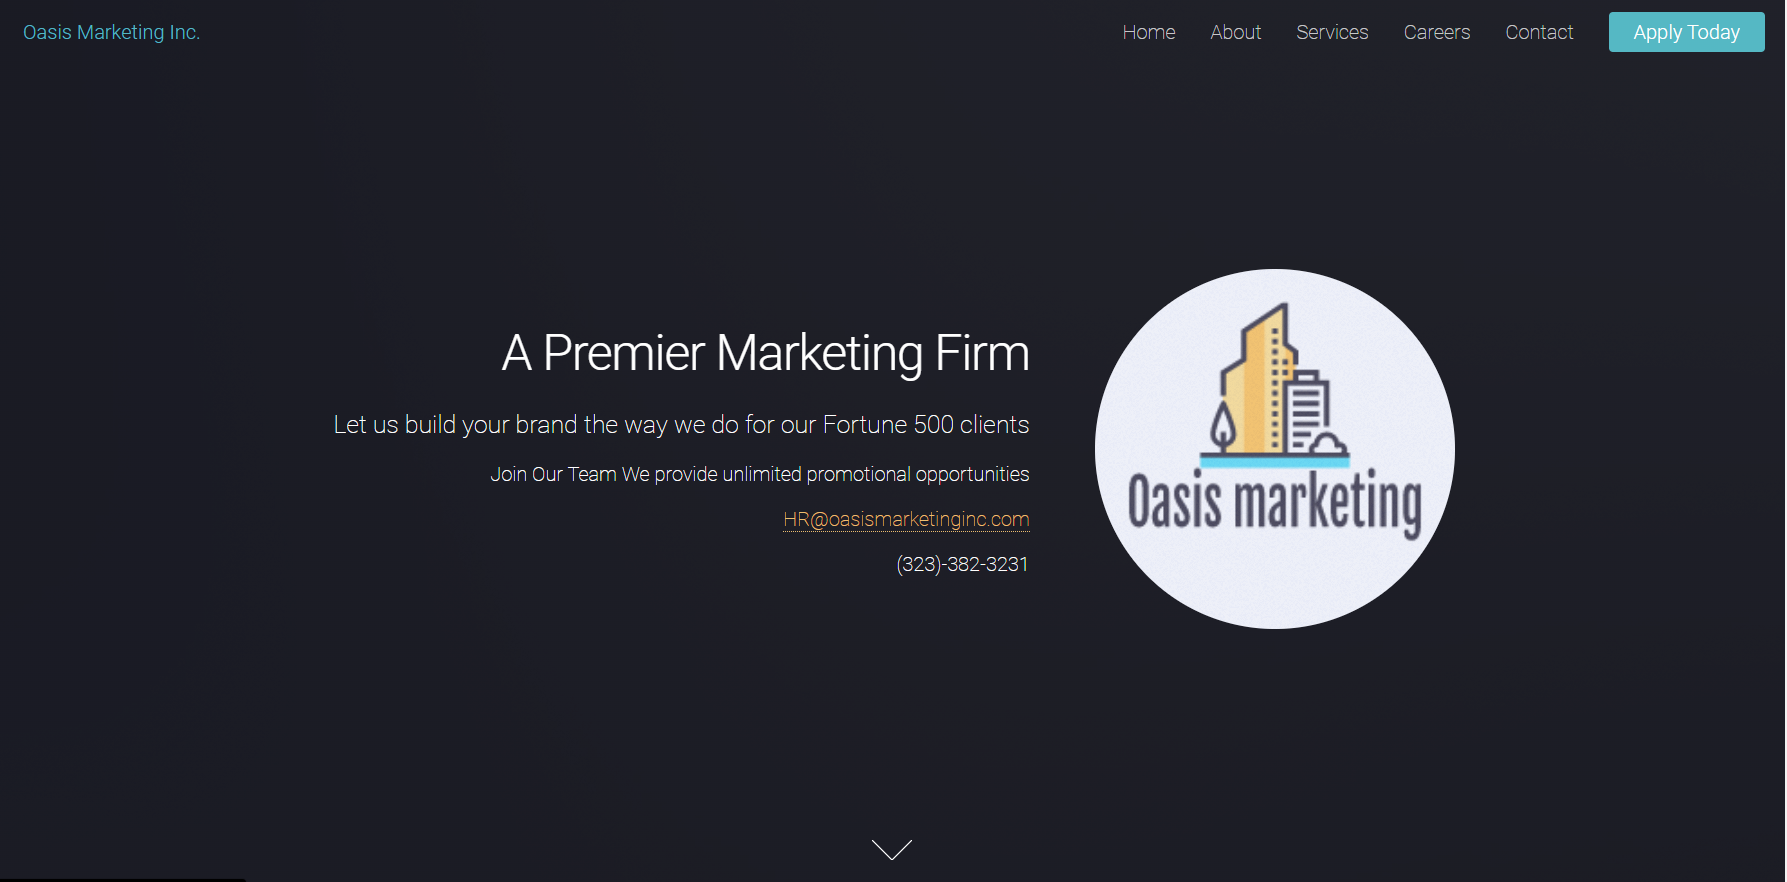 Oasis Marketing Inc.
Home About Services Careers Contact Apply Today
A Premier Marketing Firm
Let us build your brand the way we do for our Fortune 500 clients
Join Our Team We provide unlimited promotional opportunities
HR@oasismarketinginc.com
(323)-382-3231
Oasis marketing